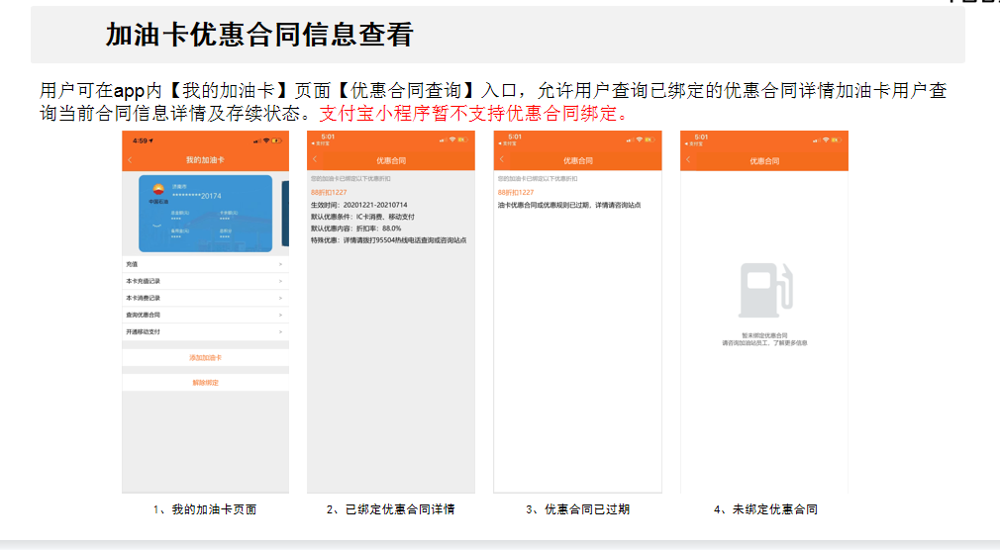 加油卡优惠合同信息查看
用户可在app内【我的加油卡】页面【优惠合同查询】入口，允许用户查询已绑定的优惠合同详情加油卡用户查
询当前合同信息详情及存续状态。支付宝小程序暂不支持优惠合同绑定。
4:59
我的加油卡
中国石油
*********20174
充值
本卡充值记录
本卡消费记录
查询优惠合同
开通移动支付
添加加油卡
解除绑定
1、我的加油卡页面
5:01
支付宝
优惠合同
您的加油卡已绑定以下优惠折扣
88折扣1227
生效时间：20201221-20210714
默认优惠条件：IC卡消费、移动支付
默认优惠内容：折扣率：88.0%
特殊优惠：详情请拨打95504热线电话查询或咨询站点
2、已绑定优惠合同详情
5:01
支付宝
优惠合同
您的加油卡已绑定以下优惠折扣
88折扣1227
油卡优惠合同或优惠规则已过期，详情请咨询站点
3、优惠合同已过期
5:01
支付宝
优惠合同
暂未绑定优惠合同
请咨询加油站员工，了解更多信息
4、未绑定优惠合同